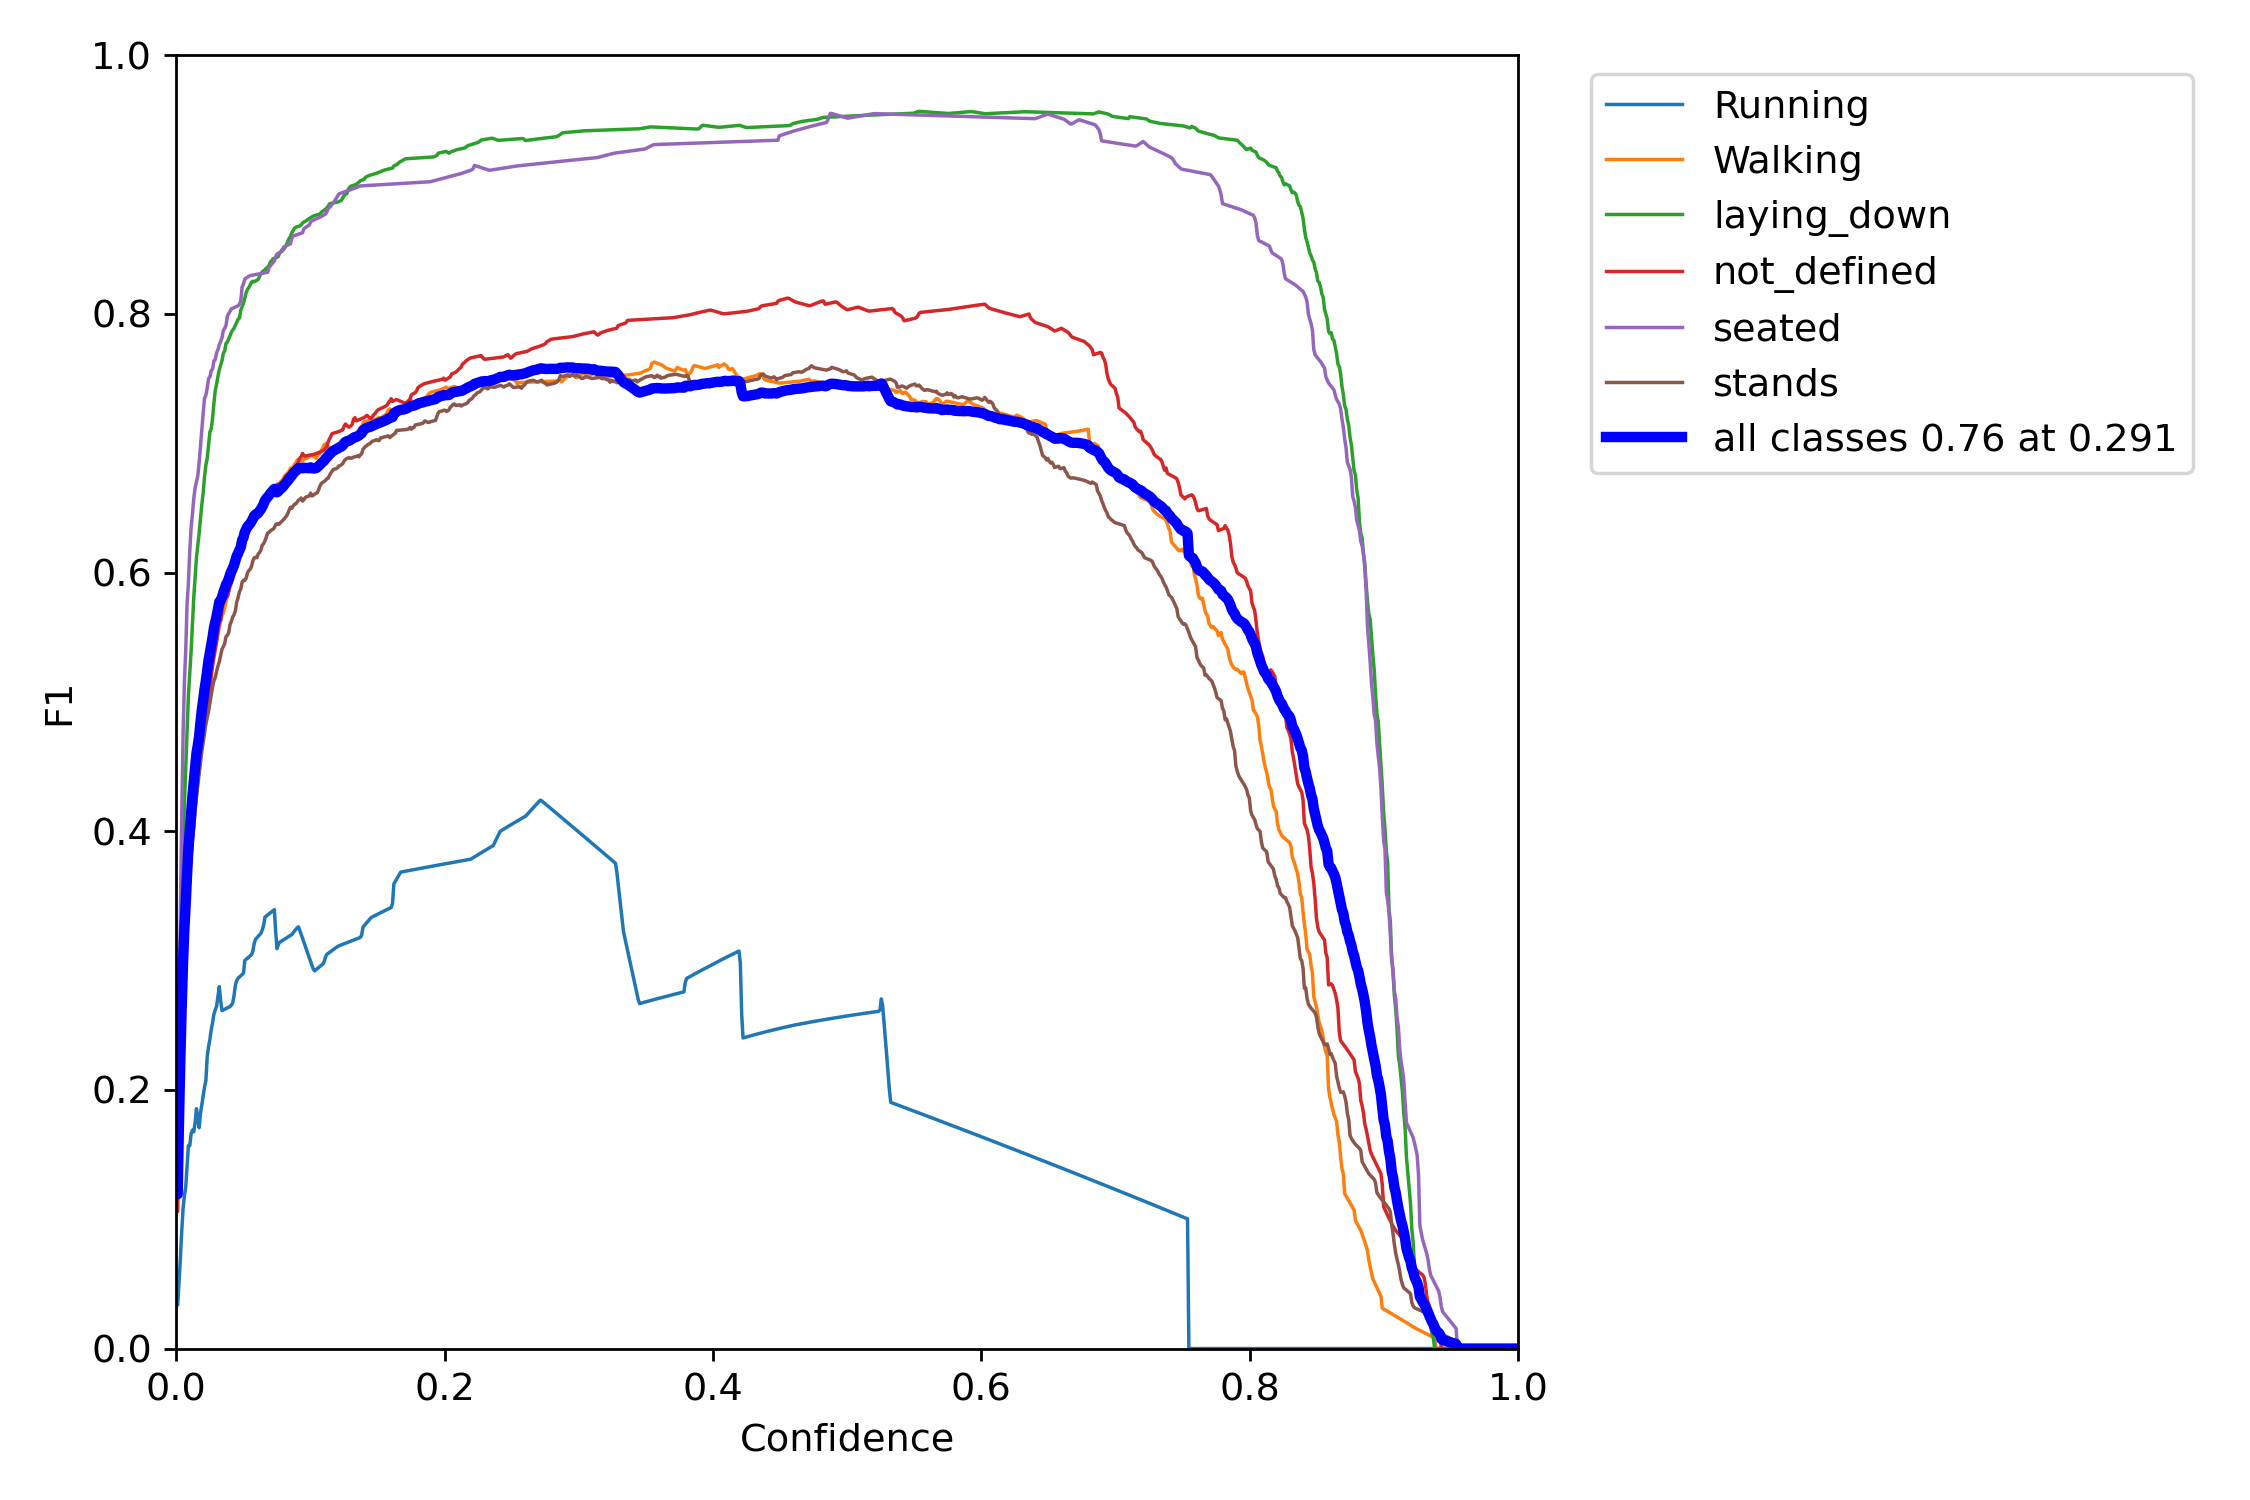 1.0
0.8
0.6
0.4
0.2
0.0
F1
0.0 0.2 0.4 0.6 0.8 1.0
Confidence
Running
Walking
laying_down
not_defined
seated
stands
all classes 0.76 at 0.291